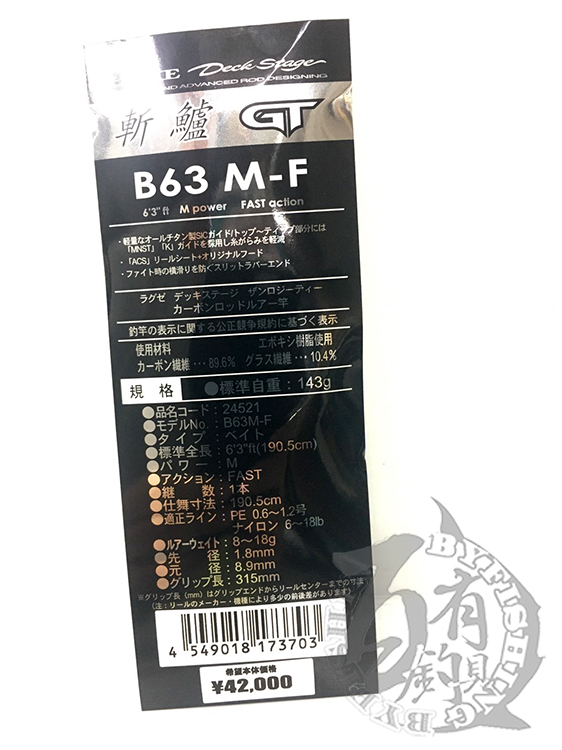 Deck Stage
ND ADVANCED ROD DESIGNING
斬 鱸 GT
B63 M-F
6'3"ft M power FAST action
・軽量なオールチタン製SICガイド/トップ〜ティップ部分には
「MNST」「K」ガイドを採用し糸がらみを軽減
・「ACS」リールシート+オリジナルフード
・ファイト時の横滑りを防ぐスリットラバーエンド
ラグゼ デッキステージ ザンロジーティー
カーボンロッドルアー竿
釣竿の表示に関する公正競争規約に基づく表示
使用材料 エポキシ樹脂使用
カーボン繊維・・・89.6% グラス繊維・・・10.4%
規格 ●標準自重：143g
●品名コード：24521
●モデルNo.：B63M-F
●タイプ：ベイト
●標準全長：6'3"ft(190.5cm)
●パワー：M
●アクション：FAST
●継数：1本
●仕舞寸法：190.5cm
●適正ライン：PE 0.6〜1.2号
ナイロン 6〜18lb
●ルアーウェイト：8〜18g
●先径：1.8mm
●元径：8.9mm
●グリップ長：315mm
※グリップ長（mm）はグリップエンドからリールセンターまでの寸法
（注：リールのメーカー・機種により多少の前後差があります）
4 549018 173703
希望本体価格
¥42,000
百有釣具
BYFISHING